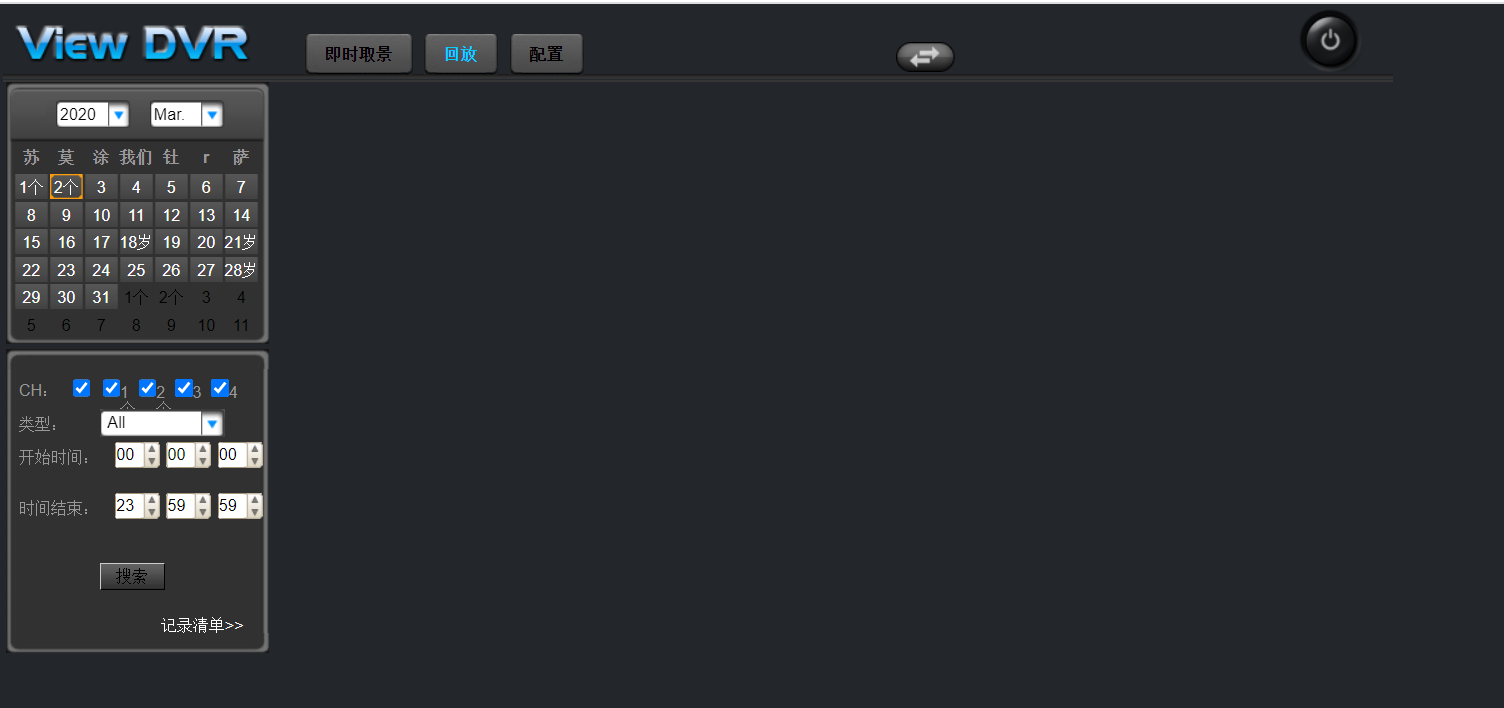 View DVR
即时取景 回放 配置
2020 Mar.
苏 莫 涂 我们 钍 r 萨
1个 2个 3 4 5 6 7
8 9 10 11 12 13 14
15 16 17 18岁 19 20 21岁
22 23 24 25 26 27 28岁
29 30 31 1个 2个 3 4
5 6 7 8 9 10 11
CH： 1个 2个 3 4
类型： All
开始时间： 00 00 00
时间结束： 23 59 59
搜索
记录清单>>